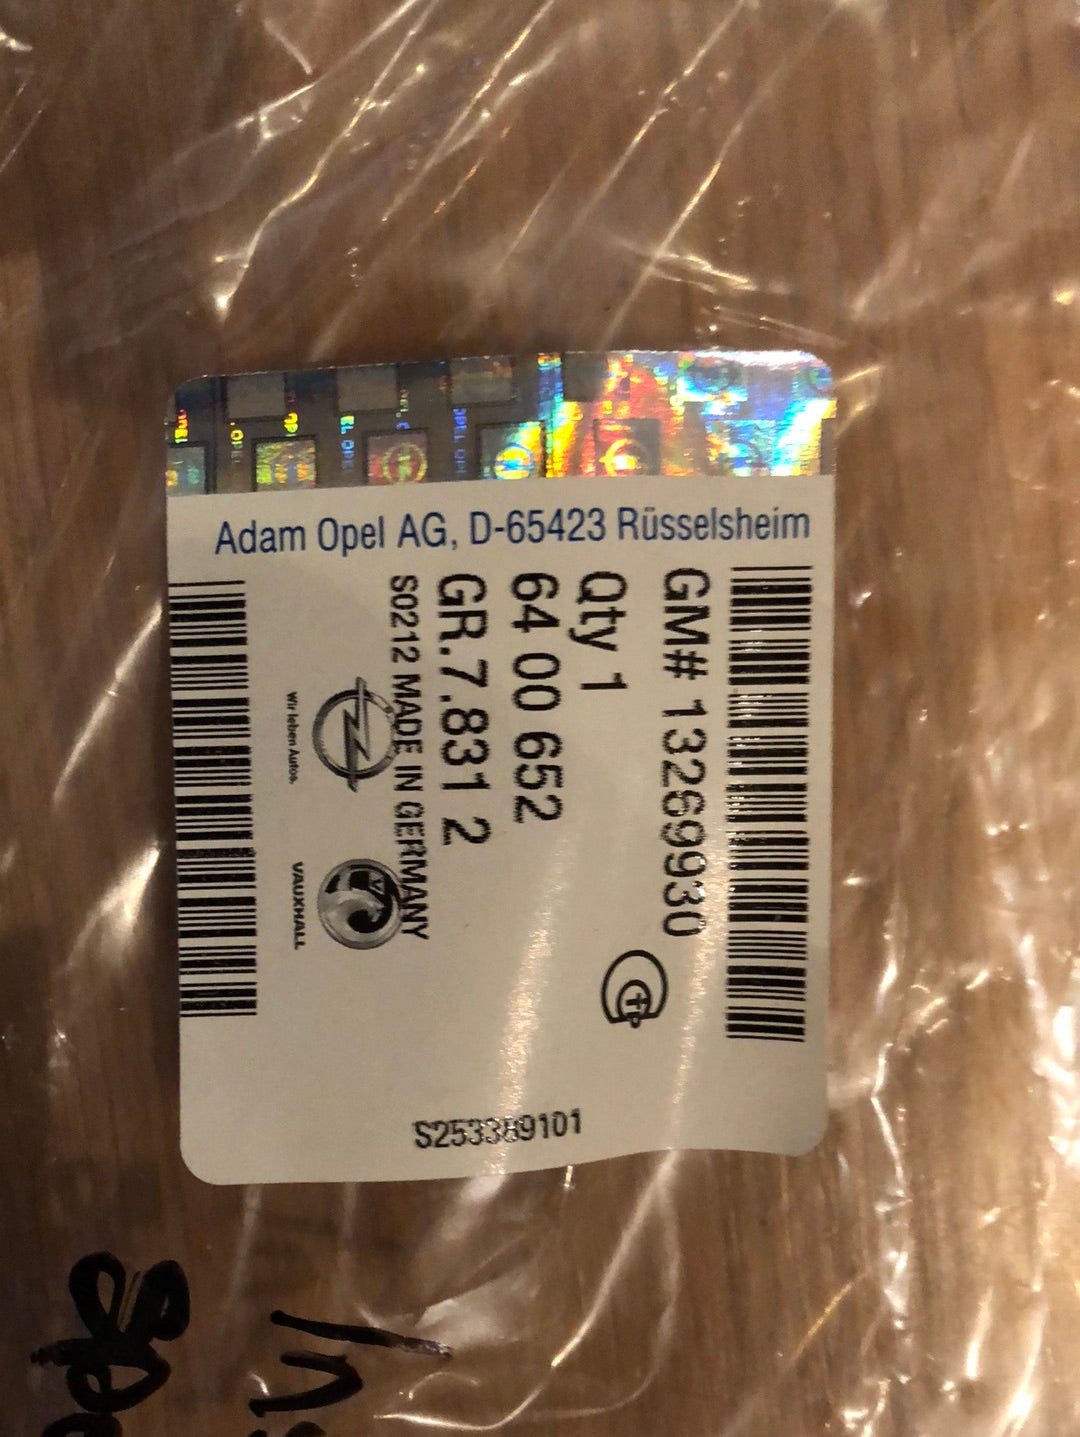 Adam Opel AG, D-65423 Rüsselsheim
GM# 13269930
Qty 1
64 00 652
GR.7.831 2
S0212 MADE IN GERMANY
Wir leben Autos.
VAUXHALL
S253389101